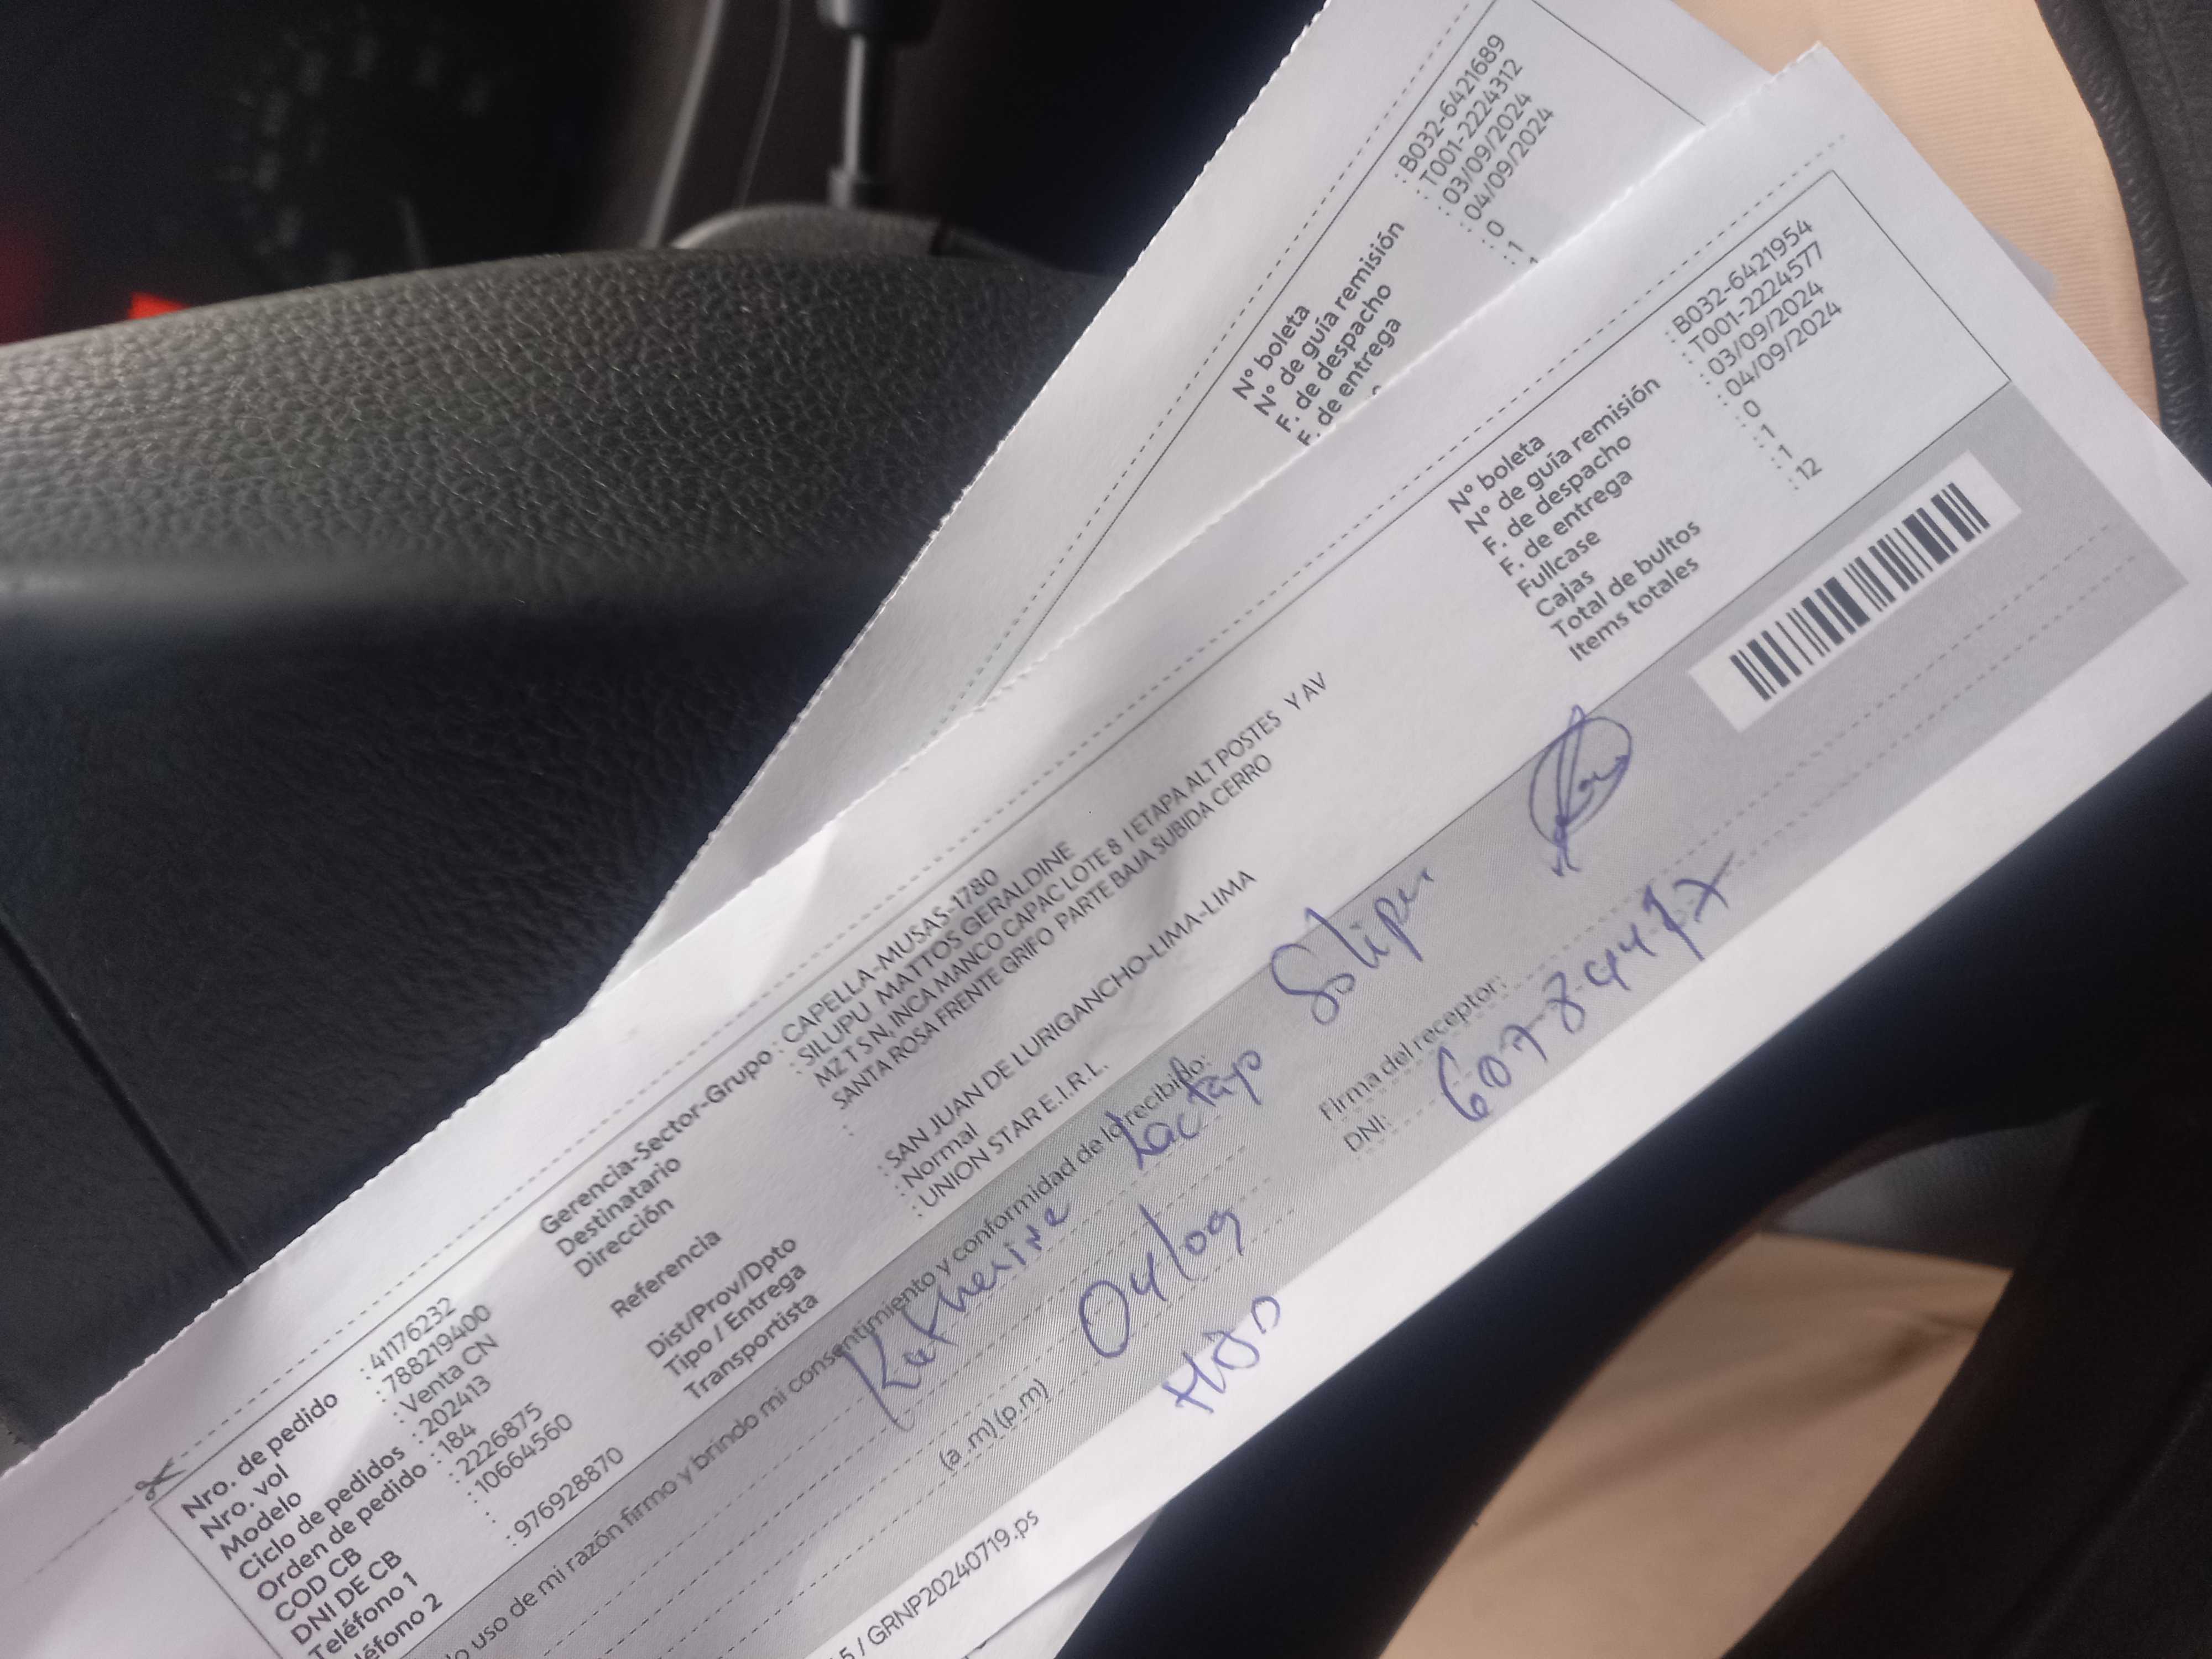 N° boleta : B032-6421689
N° de guía remisión : T001-2224312
F. de despacho : 03/09/2024
F. de entrega : 04/09/2024
: 0
: 1
Nro. de pedido : 41176232
Nro. vol : 788219400
Modelo : Venta CN
Ciclo de pedidos : 202413
Orden de pedido : 184
COD CB : 2226875
DNI DE CB : 10664560
Teléfono 1 :
léfono 2 : 976928870
Gerencia-Sector-Grupo : CAPELLA-MUSAS-1780
Destinatario : SILUPU MATTOS GERALDINE
Dirección : MZ T S N, INCA MANCO CAPAC LOTE 8 I ETAPA ALT POSTES Y AV
SANTA ROSA FRENTE GRIFO PARTE BAJA SUBIDA CERRO
Referencia :
Dist/Prov/Dpto : SAN JUAN DE LURIGANCHO-LIMA-LIMA
Tipo / Entrega : Normal
Transportista : UNION STAR E.I.R.L.
N° boleta : B032-6421954
N° de guía remisión : T001-2224577
F. de despacho : 03/09/2024
F. de entrega : 04/09/2024
Fullcase : 0
Cajas : 1
Total de bultos : 1
Items totales : 12
o uso de mi razón firmo y brindo mi consentimiento y conformidad de lo recibido:
Katherine
(a .m) (p.m)
04/09
Firma del receptor:
DNI:
5 / GRNP20240719.ps